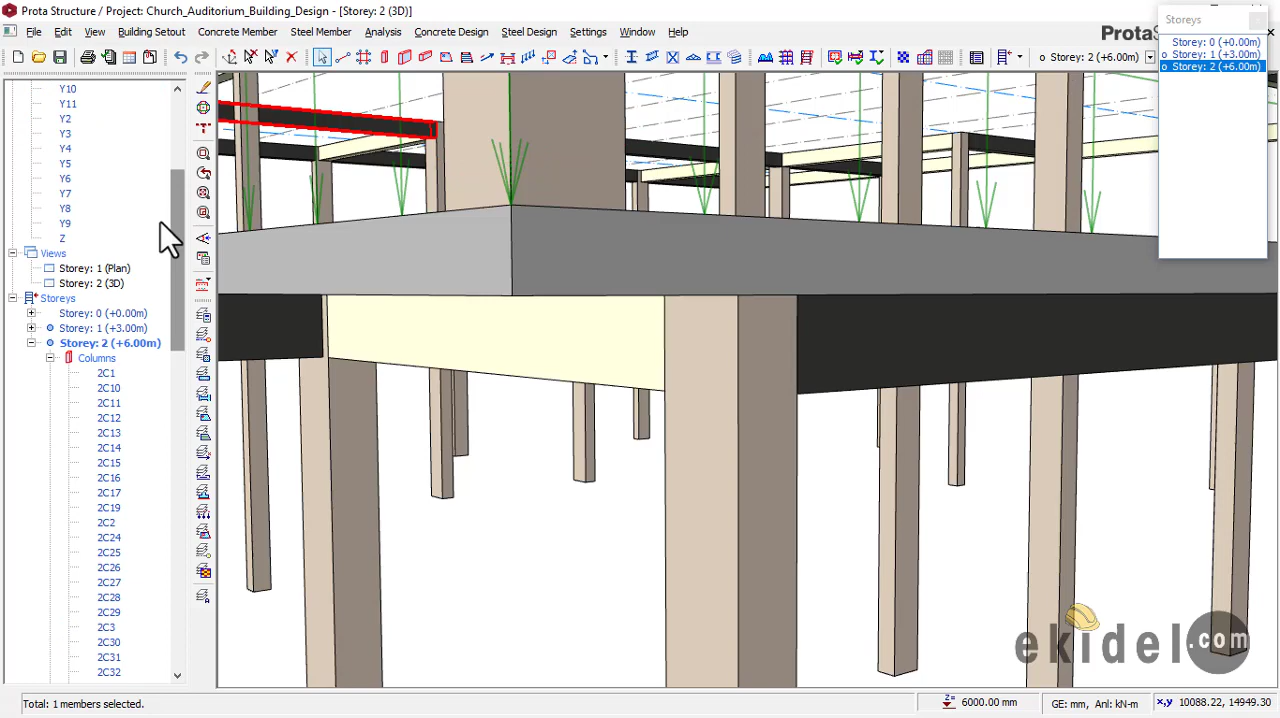 Prota Structure / Project: Church_Auditorium_Building_Design - [Storey: 2 (3D)]
File Edit View Building Setout Concrete Member Steel Member Analysis Concrete Design Steel Design Settings Window Help
ProtaS
Storeys
Storey: 0 (+0.00m)
Storey: 1 (+3.00m)
Storey: 2 (+6.00m)
Storey: 2 (+6.00m)
Y10
Y11
Y2
Y3
Y4
Y5
Y6
Y7
Y8
Y9
Z
Views
Storey: 1 (Plan)
Storey: 2 (3D)
Storeys
Storey: 0 (+0.00m)
Storey: 1 (+3.00m)
Storey: 2 (+6.00m)
Columns
2C1
2C10
2C11
2C12
2C13
2C14
2C15
2C16
2C17
2C19
2C2
2C24
2C25
2C26
2C27
2C28
2C29
2C3
2C30
2C31
2C32
ekidel.com
Total: 1 members selected.
Z= 6000.00 mm
GE: mm, Anl: kN-m
x,y 10088.22, 14949.30